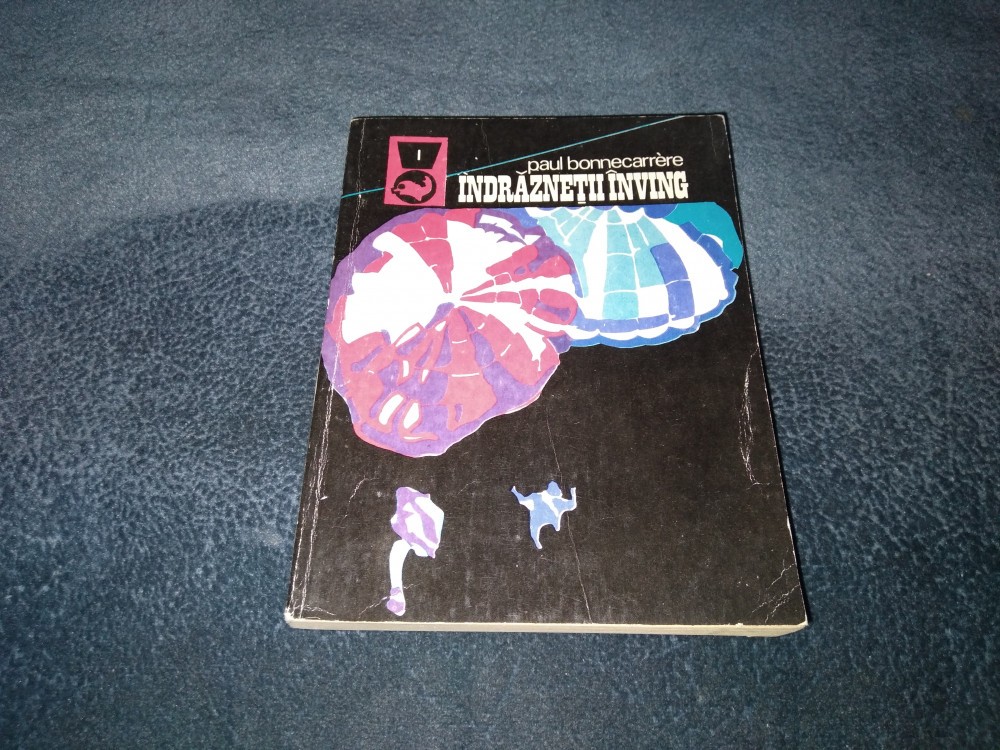 I
paul bonnecarrère
ÎNDRĂZNEȚII ÎNVING